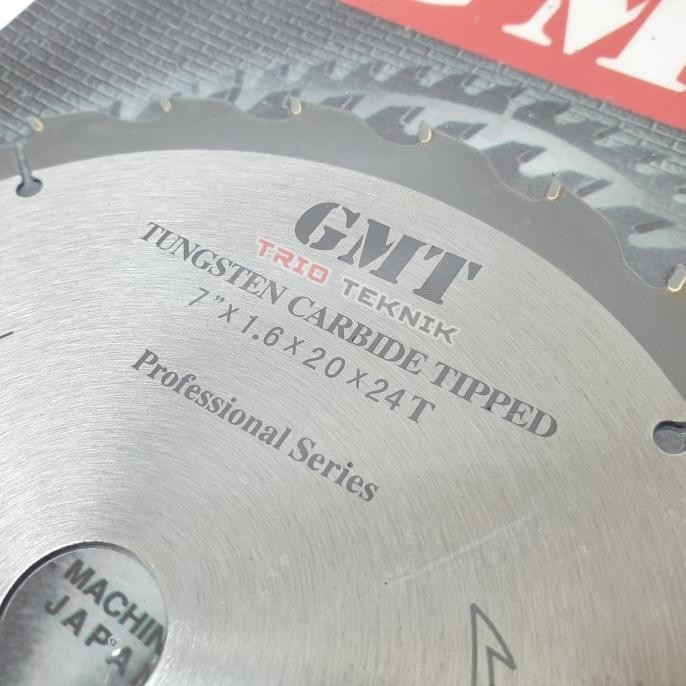 GMT
TRIO TEKNIK
TUNGSTEN CARBIDE TIPPED
7"x1.6x20x24T
Professional Series
MACHIN
JAPA